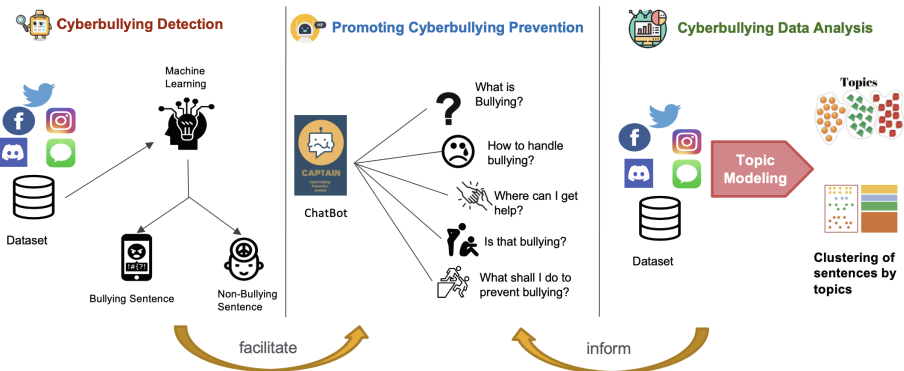 Cyberbullying Detection
Machine
Learning
Dataset
Bullying Sentence
!#{?!
Non-Bullying
Sentence
Promoting Cyberbullying Prevention
CAPTAIN
Cyberbullying
Prevention
ChatBot
What is
Bullying?
?
How to handle
bullying?
Where can I get
help?
Is that bullying?
What shall I do to
prevent bullying?
Cyberbullying Data Analysis
Dataset
Topic
Modeling
Topics
Clustering of
sentences by
topics
facilitate
inform